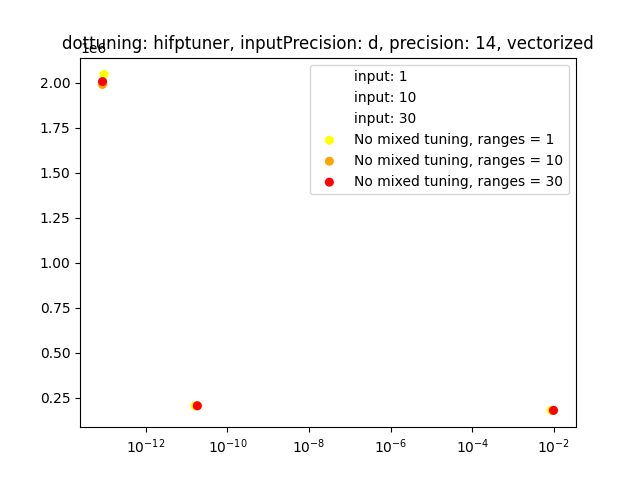 dottuning: hifptuner, inputPrecision: d, precision: 14, vectorized
1e6
2.00
1.75
1.50
1.25
1.00
0.75
0.50
0.25
input: 1
input: 10
input: 30
No mixed tuning, ranges = 1
No mixed tuning, ranges = 10
No mixed tuning, ranges = 30
10⁻¹² 10⁻¹⁰ 10⁻⁸ 10⁻⁶ 10⁻⁴ 10⁻²